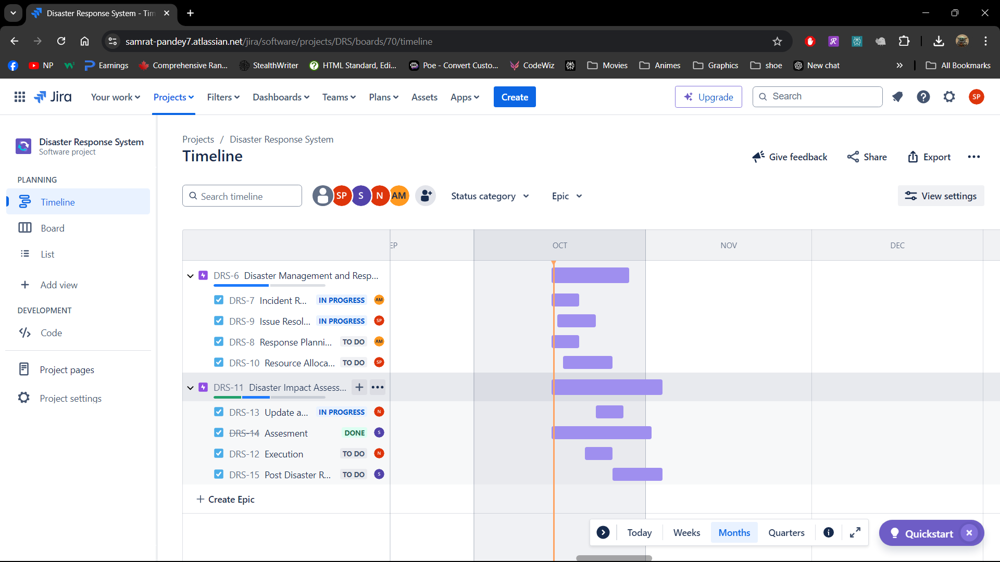 Disaster Response System - Tim
samrat-pandey7.atlassian.net/jira/software/projects/DRS/boards/70/timeline
NP
Earnings
Comprehensive Ran...
StealthWriter
HTML Standard, Edi...
Poe - Convert Custo...
CodeWiz
Movies
Animes
Graphics
shoe
New chat
All Bookmarks
Jira
Your work
Projects
Filters
Dashboards
Teams
Plans
Assets
Apps
Create
Upgrade
Search
SP
Disaster Response System
Software project
PLANNING
Timeline
Board
List
Add view
DEVELOPMENT
Code
Project pages
Project settings
Projects / Disaster Response System
Timeline
Give feedback
Share
Export
Search timeline
SP S N AM
Status category
Epic
View settings
EP OCT NOV DEC
DRS-6 Disaster Management and Resp...
DRS-7 Incident R... IN PROGRESS AM
DRS-9 Issue Resol... IN PROGRESS SP
DRS-8 Response Planni... TO DO AM
DRS-10 Resource Alloca... TO DO SP
DRS-11 Disaster Impact Assess...
DRS-13 Update a... IN PROGRESS N
DRS-14 Assesment DONE S
DRS-12 Execution TO DO N
DRS-15 Post Disaster R... TO DO S
+ Create Epic
Today Weeks Months Quarters
Quickstart